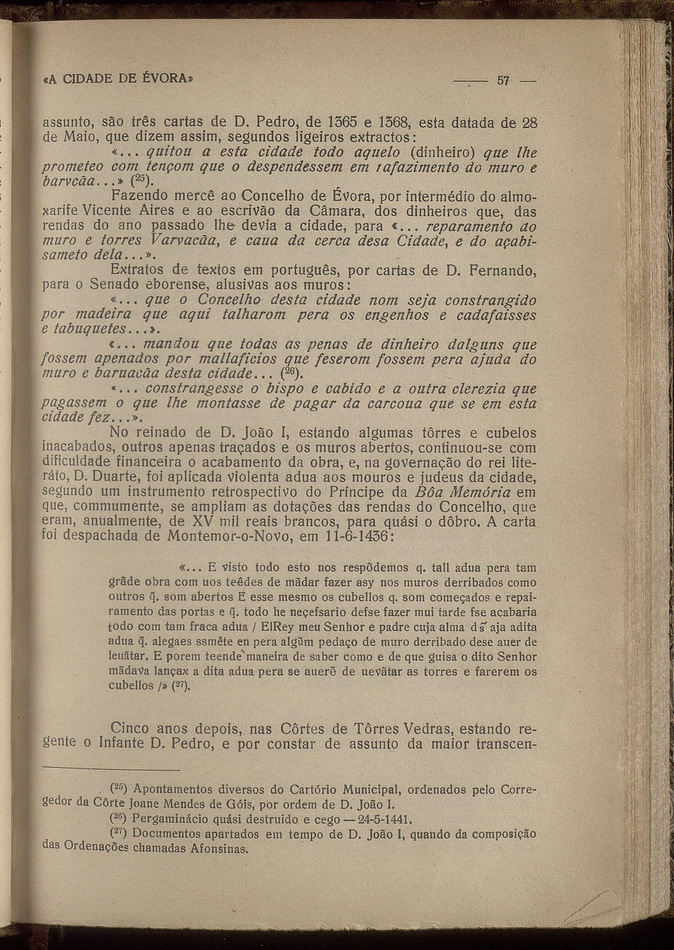 «A CIDADE DE ÉVORA» 57 —
assunto, são três cartas de D. Pedro, de 1365 e 1368, esta datada de 28
de Maio, que dizem assim, segundos ligeiros extractos:
«... quitou a esta cidade todo aquelo (dinheiro) que lhe
prometeo com tençom que o despendessem em rafazimento do muro e
barvcãa...» (25).
Fazendo mercê ao Concelho de Évora, por intermédio do almo-
xarife Vicente Aires e ao escrivão da Câmara, dos dinheiros que, das
rendas do ano passado lhe devia a cidade, para «... reparamento do
muro e torres Varvacãa, e caua da cerca desa Cidade, e do açabi-
sameto dela...».
Extratos de textos em português, por cartas de D. Fernando,
para o Senado eborense, alusivas aos muros:
«... que o Concelho desta cidade nom seja constrangido
por madeira que aqui talharom pera os engenhos e cadafaisses
e tabuquetes...».
«... mandou que todas as penas de dinheiro dalguns que
fossem apenados por mallaficios que feserom fossem pera ajuda do
muro e baruacãa desta cidade... (26).
«... constrangesse o bispo e cabido e a outra clerezia que
pagassem o que lhe montasse de pagar da carcoua que se em esta
cidade fez...».
No reinado de D. João I, estando algumas tôrres e cubelos
inacabados, outros apenas traçados e os muros abertos, continuou-se com
dificuldade financeira o acabamento da obra, e, na governação do rei lite-
ráto, D. Duarte, foi aplicada violenta adua aos mouros e judeus da cidade,
segundo um instrumento retrospectivo do Príncipe da Bôa Memória em
que, commumente, se ampliam as dotações das rendas do Concelho, que
eram, anualmente, de XV mil reais brancos, para quási o dôbro. A carta
foi despachada de Montemor-o-Novo, em 11-6-1436:
«... E visto todo esto nos respõdemos q. tall adua pera tam
grãde obra com uos teêdes de mãdar fazer asy nos muros derribados como
outros q̃. som abertos E esse mesmo os cubellos q. som começados e repai-
ramento das portas e q̃. todo he neçefsario defse fazer mui tarde fse acabaria
todo com tam fraca adua / ElRey meu Senhor e padre cuja alma ds̃ aja adita
adua q̃. alegaes ssmête en pera algũm pedaço de muro derribado dese auer de
leuãtar. E porem teende maneira de saber como e de que guisa o dito Senhor
mãdava lançax a dita adua pera se auerẽ de uevãtar as torres e farerem os
cubellos /» (27).
Cinco anos depois, nas Côrtes de Tôrres Vedras, estando re-
gente o Infante D. Pedro, e por constar de assunto da maior transcen-
(25) Apontamentos diversos do Cartório Municipal, ordenados pelo Corre-
gedor da Côrte Joane Mendes de Góis, por ordem de D. João I.
(26) Pergaminácio quási destruido e cego — 24-5-1441.
(27) Documentos apartados em tempo de D. João I, quando da composição
das Ordenações chamadas Afonsinas.